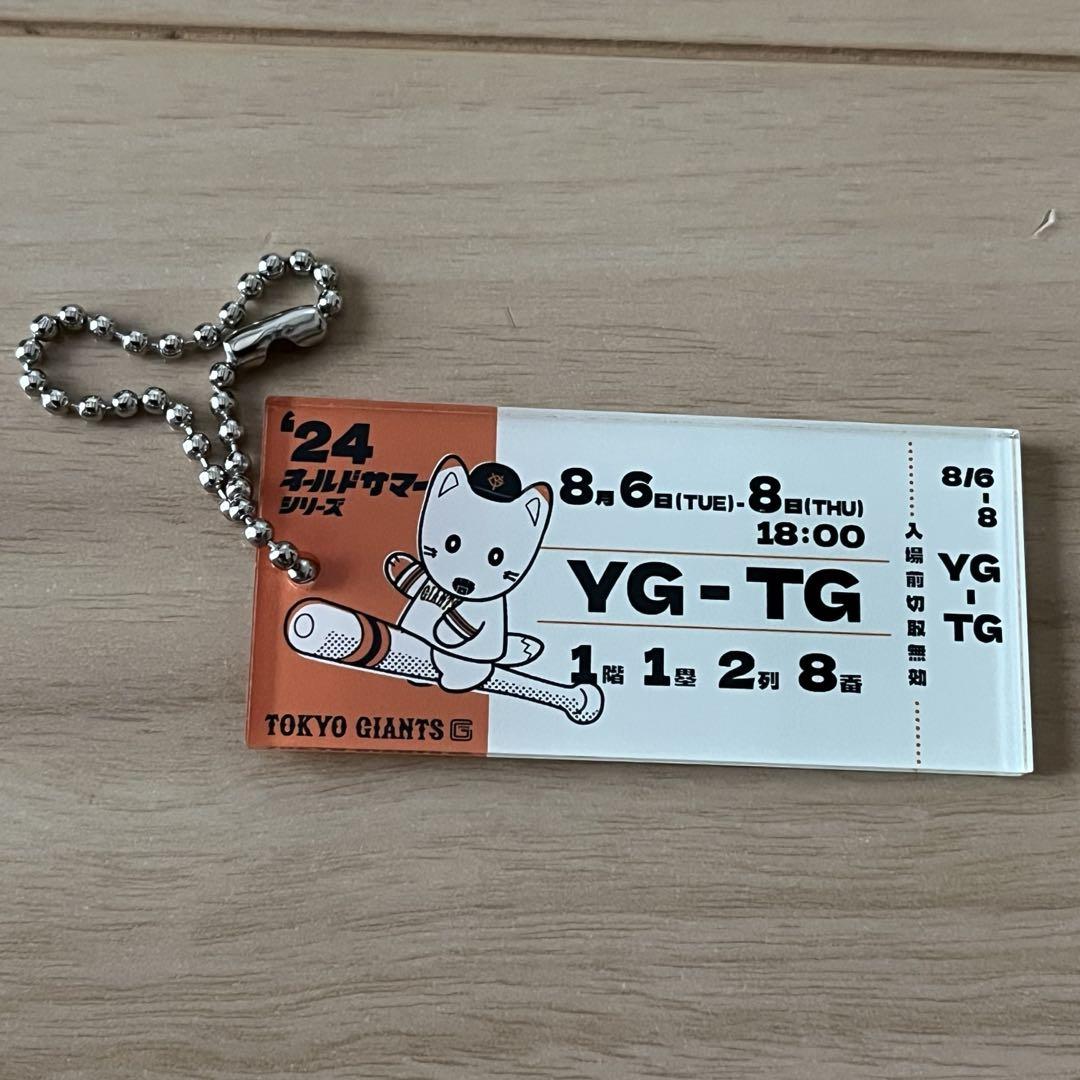 '24
オールドサマー
シリーズ
GIANTS
TOKYO GIANTS G
8月6日(TUE)-8日(THU)
18:00
YG-TG
1階 1塁 2列 8番
入場前切取無効
8/6
-
8
YG
-
TG